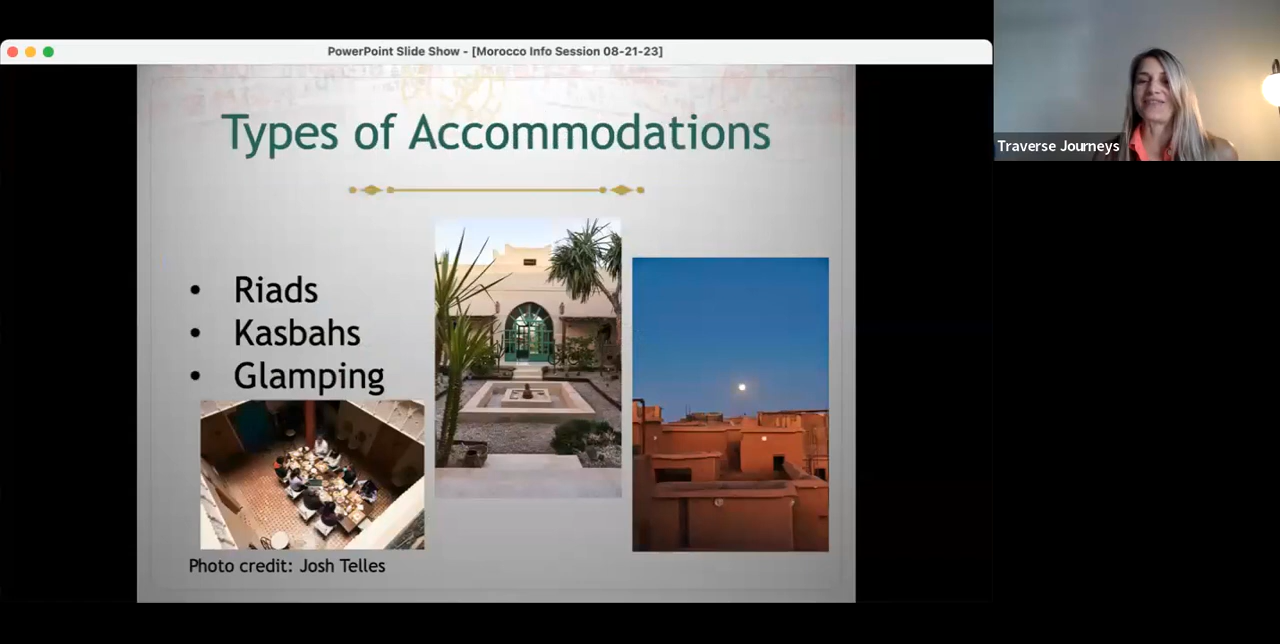 PowerPoint Slide Show - [Morocco Info Session 08-21-23]
Types of Accommodations
• Riads
• Kasbahs
• Glamping
Photo credit: Josh Telles
Traverse Journeys